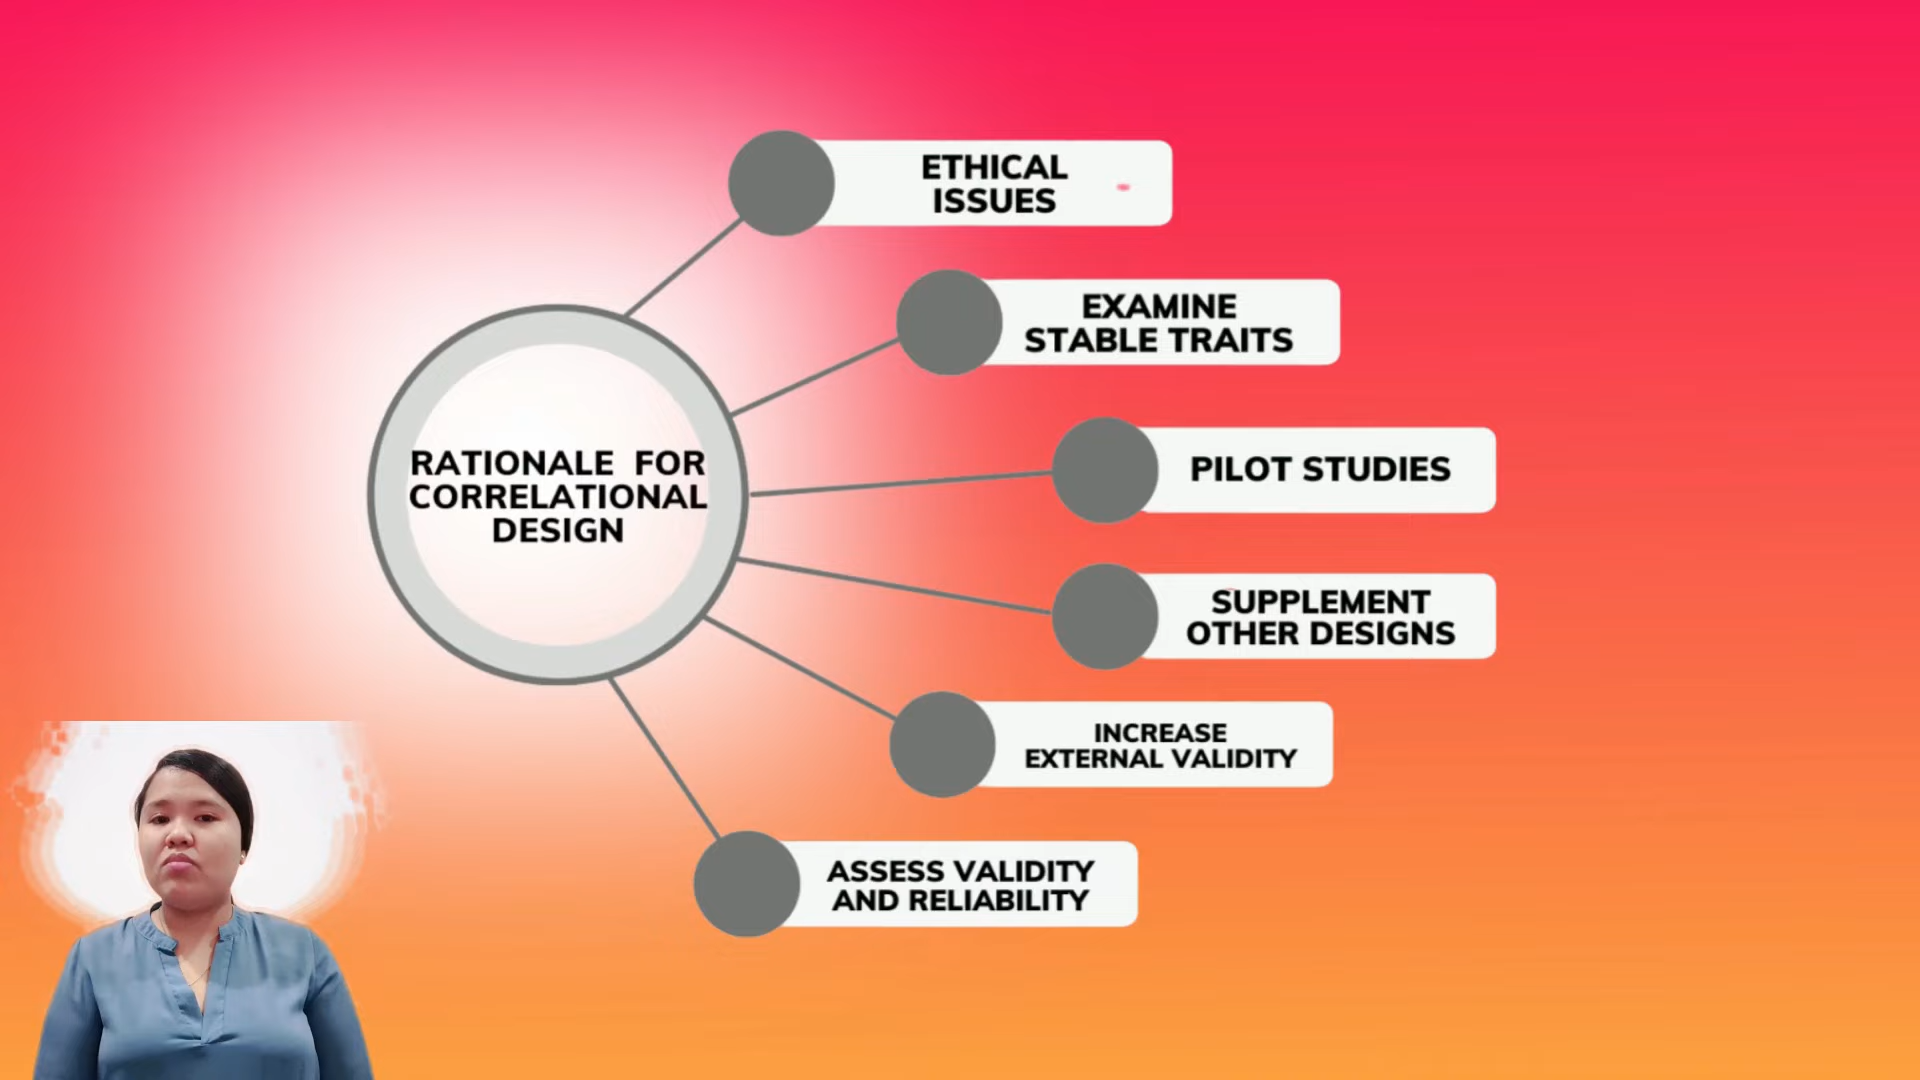 ETHICAL
ISSUES
EXAMINE
STABLE TRAITS
RATIONALE FOR
CORRELATIONAL
DESIGN
PILOT STUDIES
SUPPLEMENT
OTHER DESIGNS
INCREASE
EXTERNAL VALIDITY
ASSESS VALIDITY
AND RELIABILITY